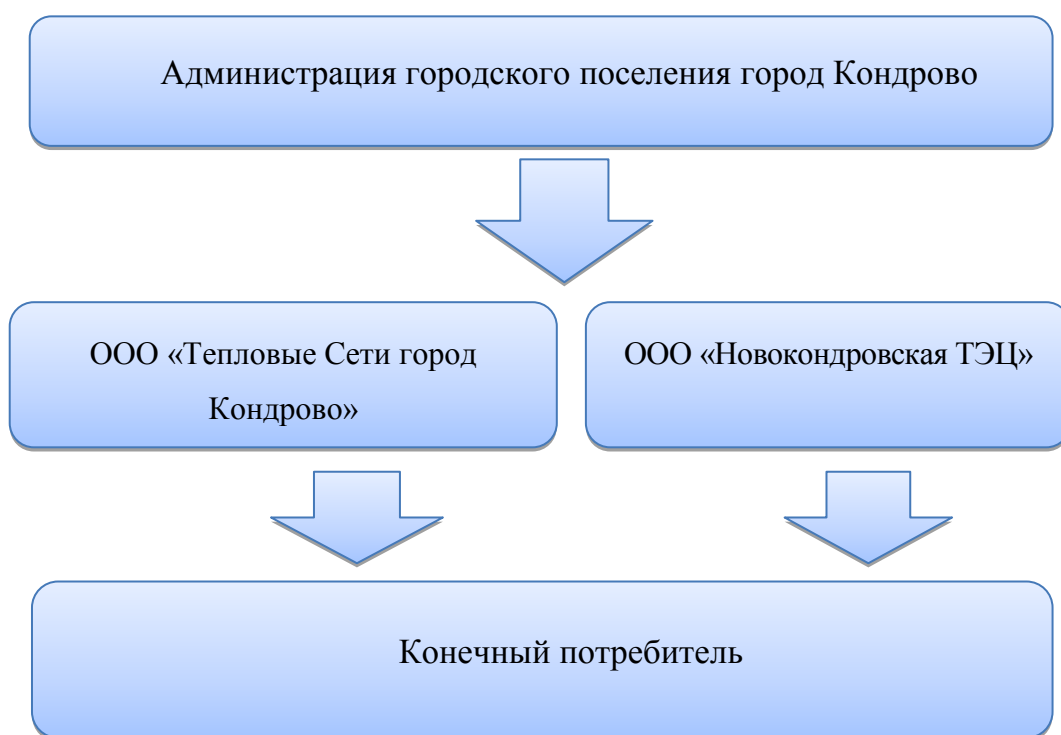 Администрация городского поселения город Кондрово
ООО «Тепловые Сети город
Кондрово»
ООО «Новокондровская ТЭЦ»
Конечный потребитель